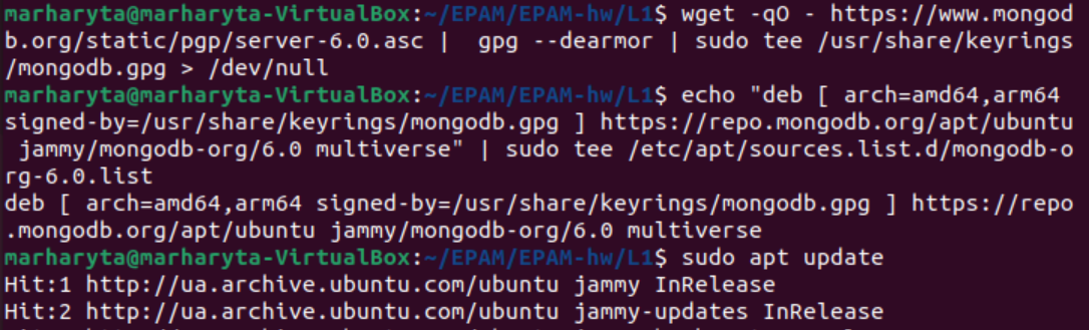 marharyta@marharyta-VirtualBox:~/EPAM/EPAM-hw/L1$ wget -qO - https://www.mongod
b.org/static/pgp/server-6.0.asc |  gpg --dearmor | sudo tee /usr/share/keyrings
/mongodb.gpg > /dev/null
marharyta@marharyta-VirtualBox:~/EPAM/EPAM-hw/L1$ echo "deb [ arch=amd64,arm64
signed-by=/usr/share/keyrings/mongodb.gpg ] https://repo.mongodb.org/apt/ubuntu
 jammy/mongodb-org/6.0 multiverse" | sudo tee /etc/apt/sources.list.d/mongodb-o
rg-6.0.list
deb [ arch=amd64,arm64 signed-by=/usr/share/keyrings/mongodb.gpg ] https://repo
.mongodb.org/apt/ubuntu jammy/mongodb-org/6.0 multiverse
marharyta@marharyta-VirtualBox:~/EPAM/EPAM-hw/L1$ sudo apt update
Hit:1 http://ua.archive.ubuntu.com/ubuntu jammy InRelease
Hit:2 http://ua.archive.ubuntu.com/ubuntu jammy-updates InRelease